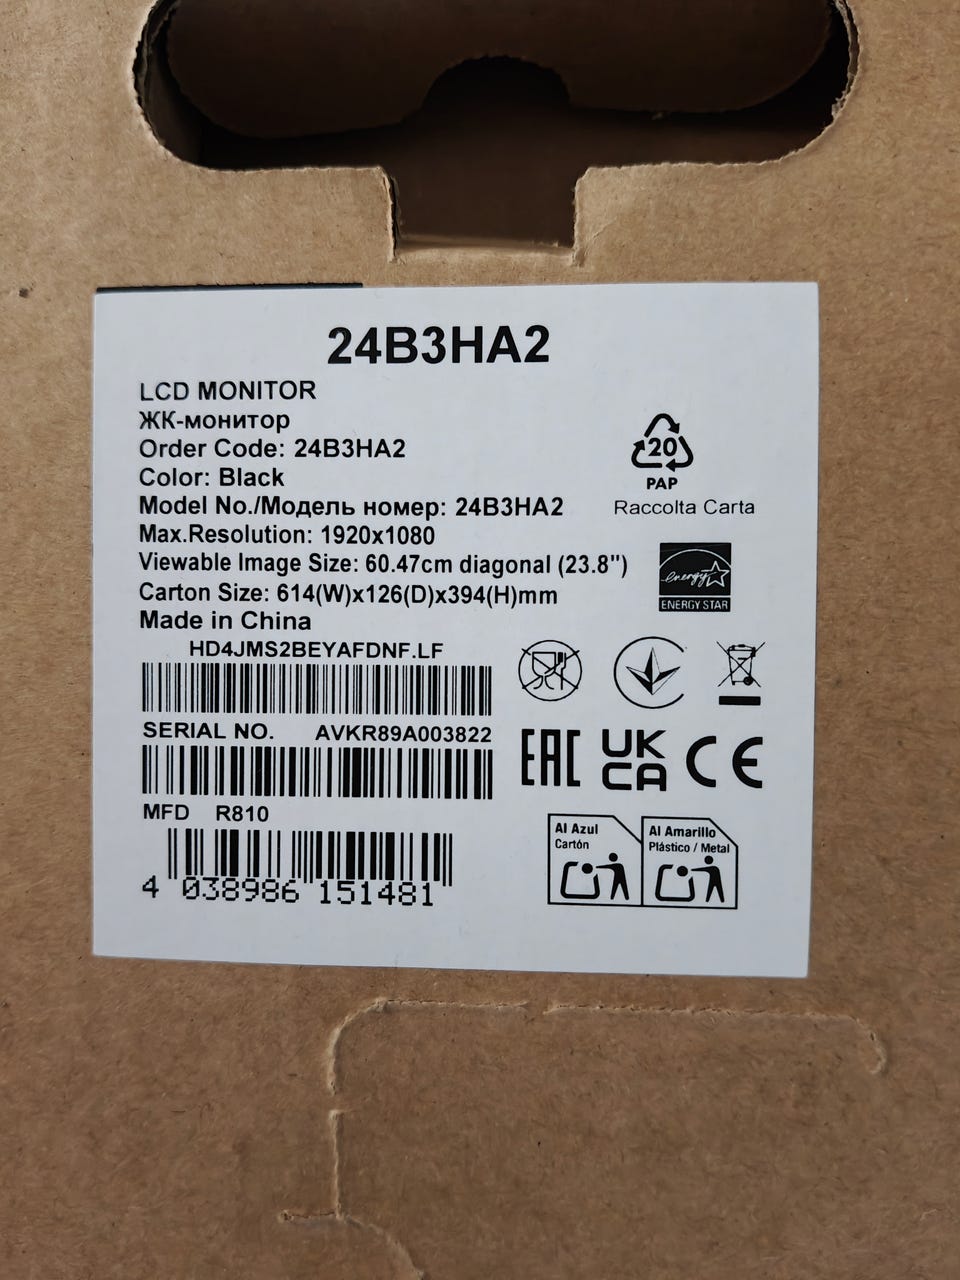 24B3HA2
LCD MONITOR
ЖК-монитор
Order Code: 24B3HA2
Color: Black
Model No./Модель номер: 24B3HA2
Max.Resolution: 1920x1080
Viewable Image Size: 60.47cm diagonal (23.8")
Carton Size: 614(W)x126(D)x394(H)mm
Made in China
HD4JMS2BEYAFDNF.LF
SERIAL NO. AVKR89A003822
MFD R810
4 038986 151481
20
PAP
Raccolta Carta
energy
ENERGY STAR
EAC
UK
CA
CE
Al Azul
Cartón
Al Amarillo
Plástico / Metal